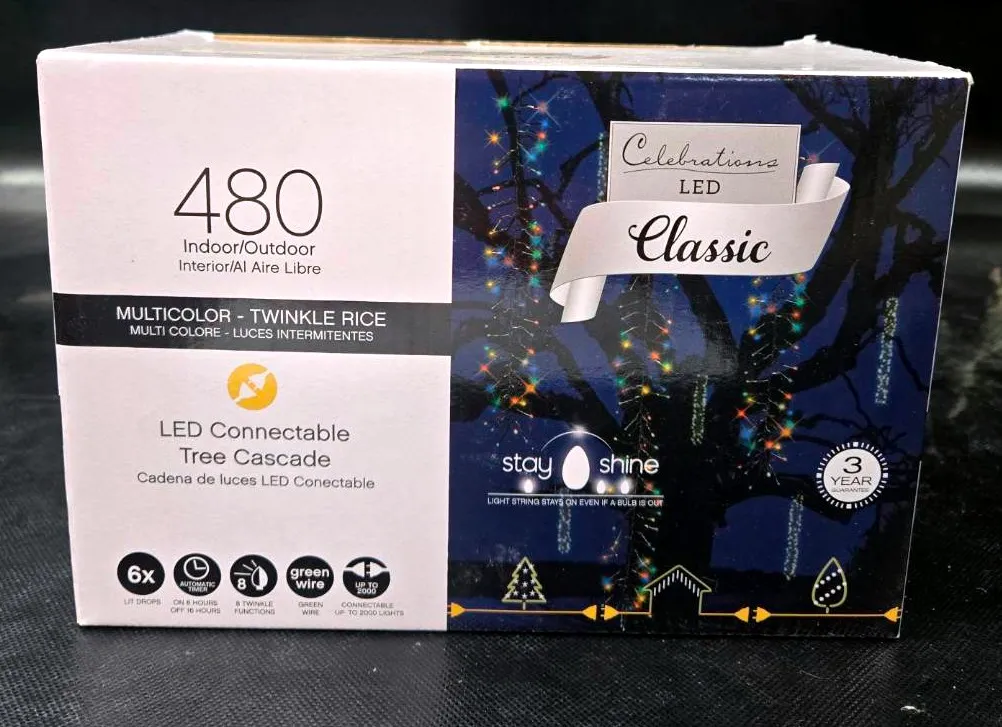 480
Indoor/Outdoor
Interior/Al Aire Libre
MULTICOLOR - TWINKLE RICE
MULTI COLORE - LUCES INTERMITENTES
LED Connectable
Tree Cascade
Cadena de luces LED Conectable
6x
LIT DROPS
AUTOMATIC
TIMER
ON 8 HOURS
OFF 16 HOURS
8
8 TWINKLE
FUNCTIONS
green
wire
GREEN
WIRE
UP TO
2000
CONNECTABLE
UP TO 2000 LIGHTS
Celebrations
LED
Classic
stay shine
LIGHT STRING STAYS ON EVEN IF A BULB IS OUT
3
YEAR
GUARANTEE